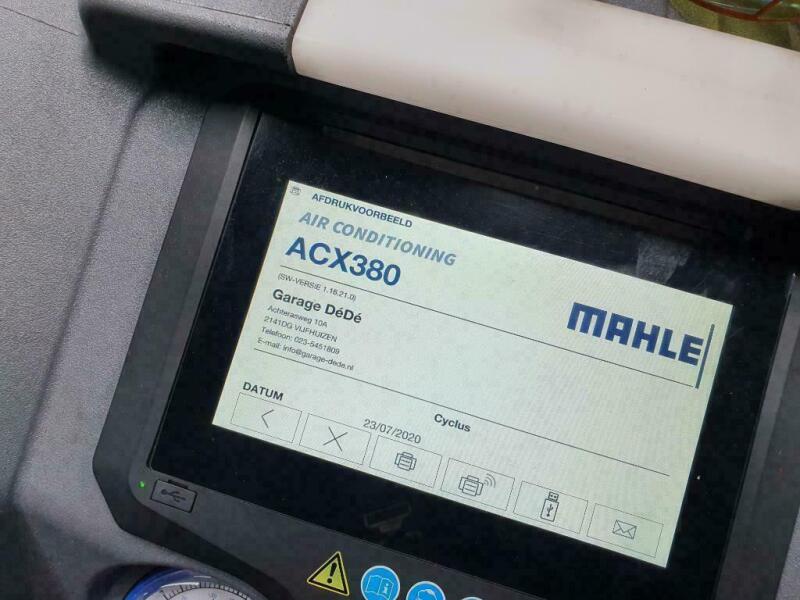 AFDRUKVOORBEELD
AIR CONDITIONING
ACX380
(SW-VERSIE 1.16.21.0)
MAHLE
Garage DéDé
Achterasweg 10A
2141DG VIJFHUIZEN
Telefoon: 023-5451809
E-mail: info@garage-dede.nl
DATUM
Cyclus
23/07/2020